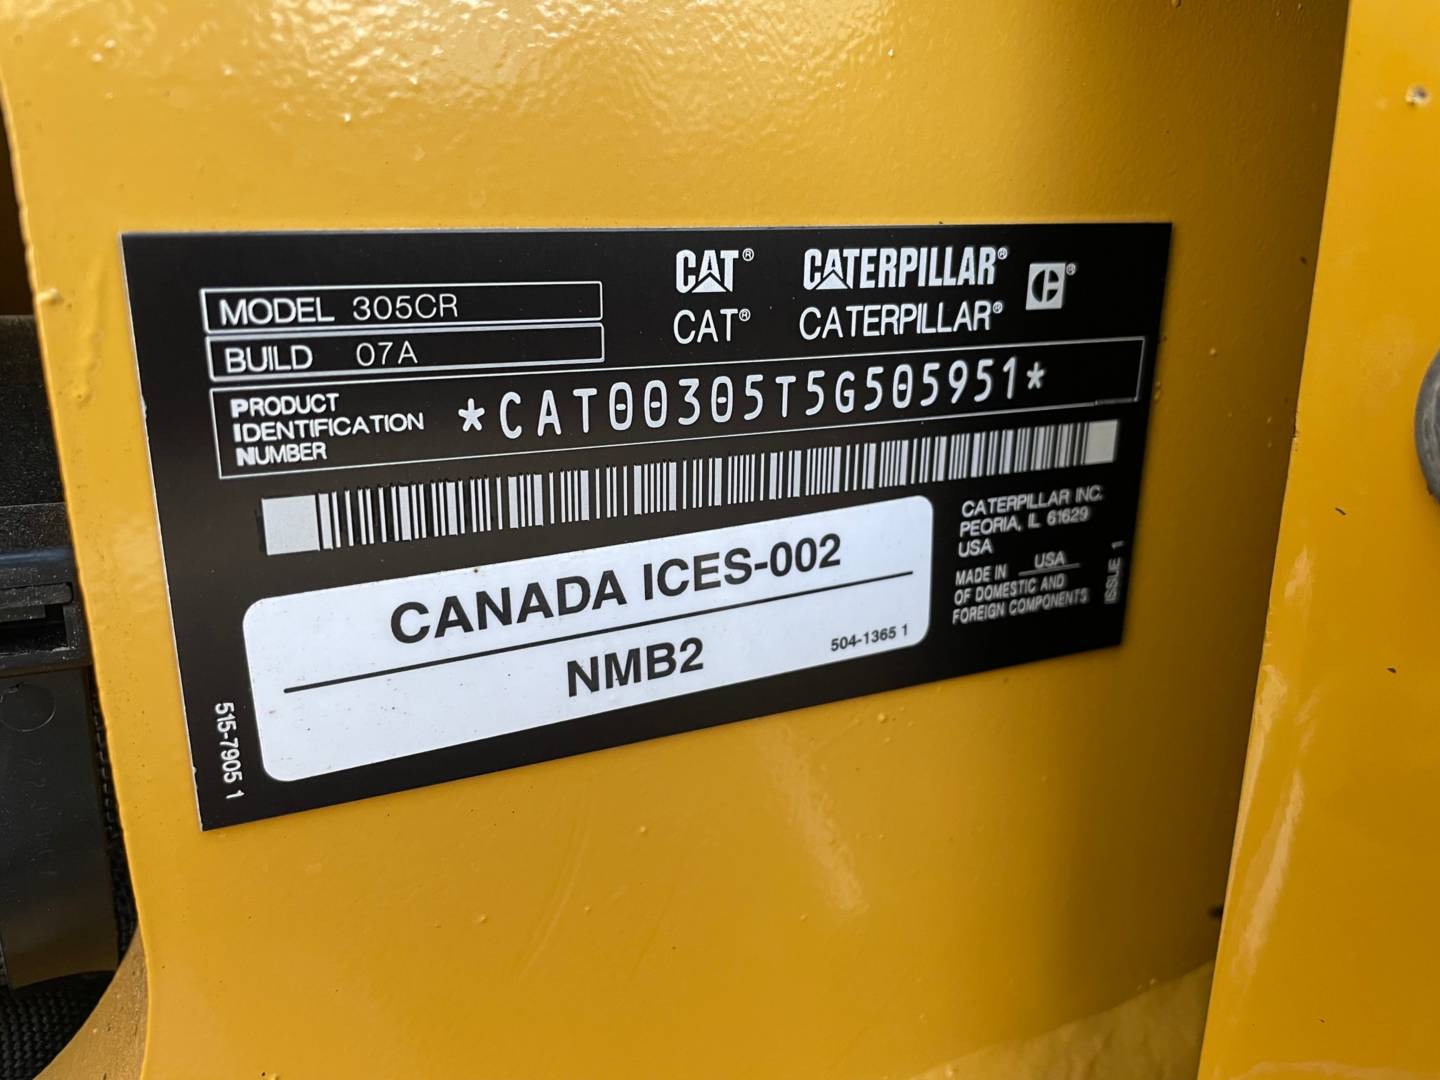 CAT® CATERPILLAR® C®
CAT® CATERPILLAR®
MODEL 305CR
BUILD 07A
PRODUCT
IDENTIFICATION
NUMBER
*CAT00305T5G505951*
CATERPILLAR INC.
PEORIA, IL 61629
USA
MADE IN USA
OF DOMESTIC AND
FOREIGN COMPONENTS
ISSUE 1
CANADA ICES-002
NMB2
504-1365 1
515-7905 1